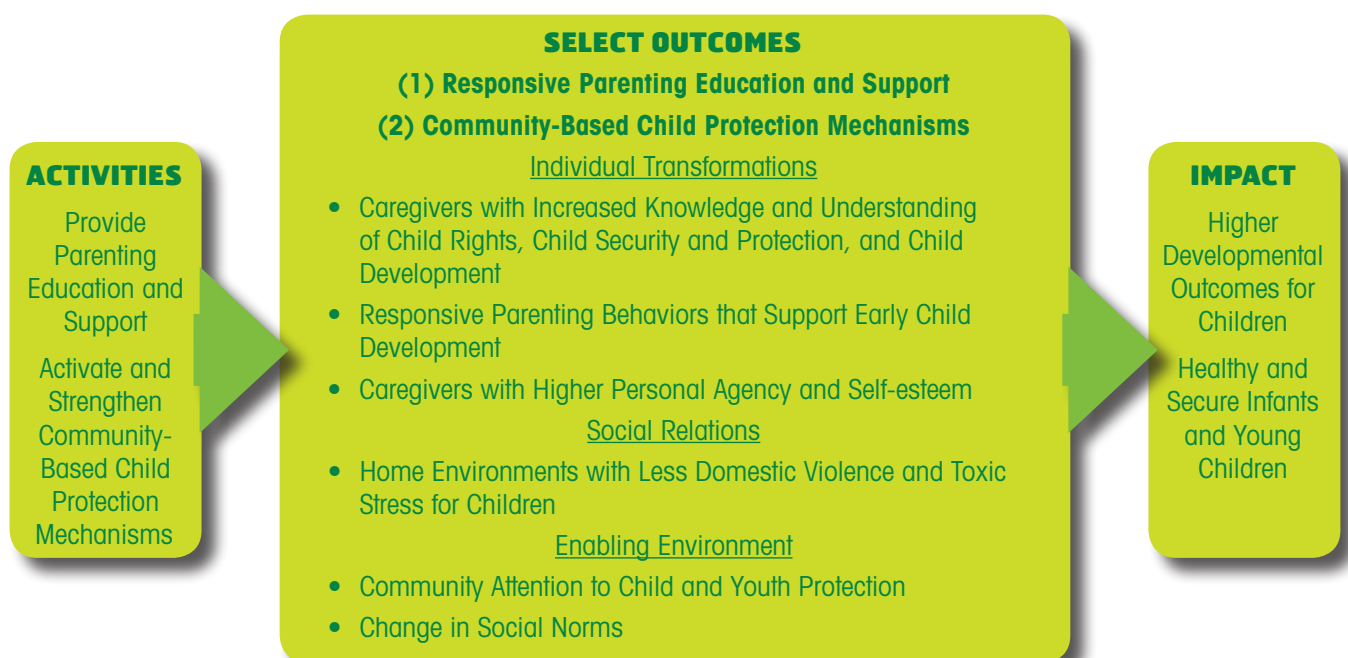 ACTIVITIES
Provide
Parenting
Education and
Support
Activate and
Strengthen
Community-
Based Child
Protection
Mechanisms
SELECT OUTCOMES
(1) Responsive Parenting Education and Support
(2) Community-Based Child Protection Mechanisms
Individual Transformations
• Caregivers with Increased Knowledge and Understanding
of Child Rights, Child Security and Protection, and Child
Development
• Responsive Parenting Behaviors that Support Early Child
Development
• Caregivers with Higher Personal Agency and Self-esteem
Social Relations
• Home Environments with Less Domestic Violence and Toxic
Stress for Children
Enabling Environment
• Community Attention to Child and Youth Protection
• Change in Social Norms
IMPACT
Higher
Developmental
Outcomes for
Children
Healthy and
Secure Infants
and Young
Children